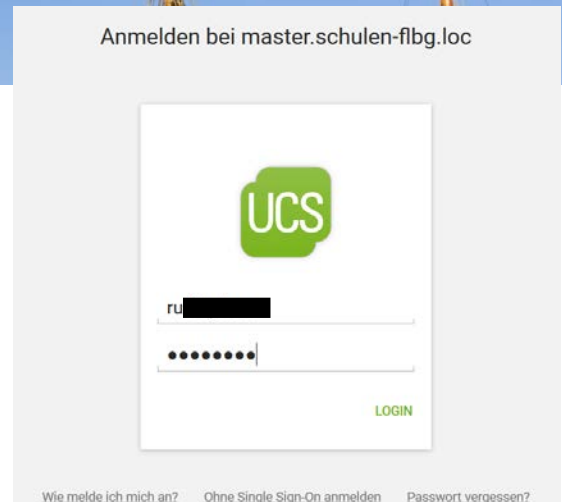 Anmelden bei master.schulen-flbg.loc
UCS
ru
●●●●●●●●
LOGIN
Wie melde ich mich an? Ohne Single Sign-On anmelden Passwort vergessen?